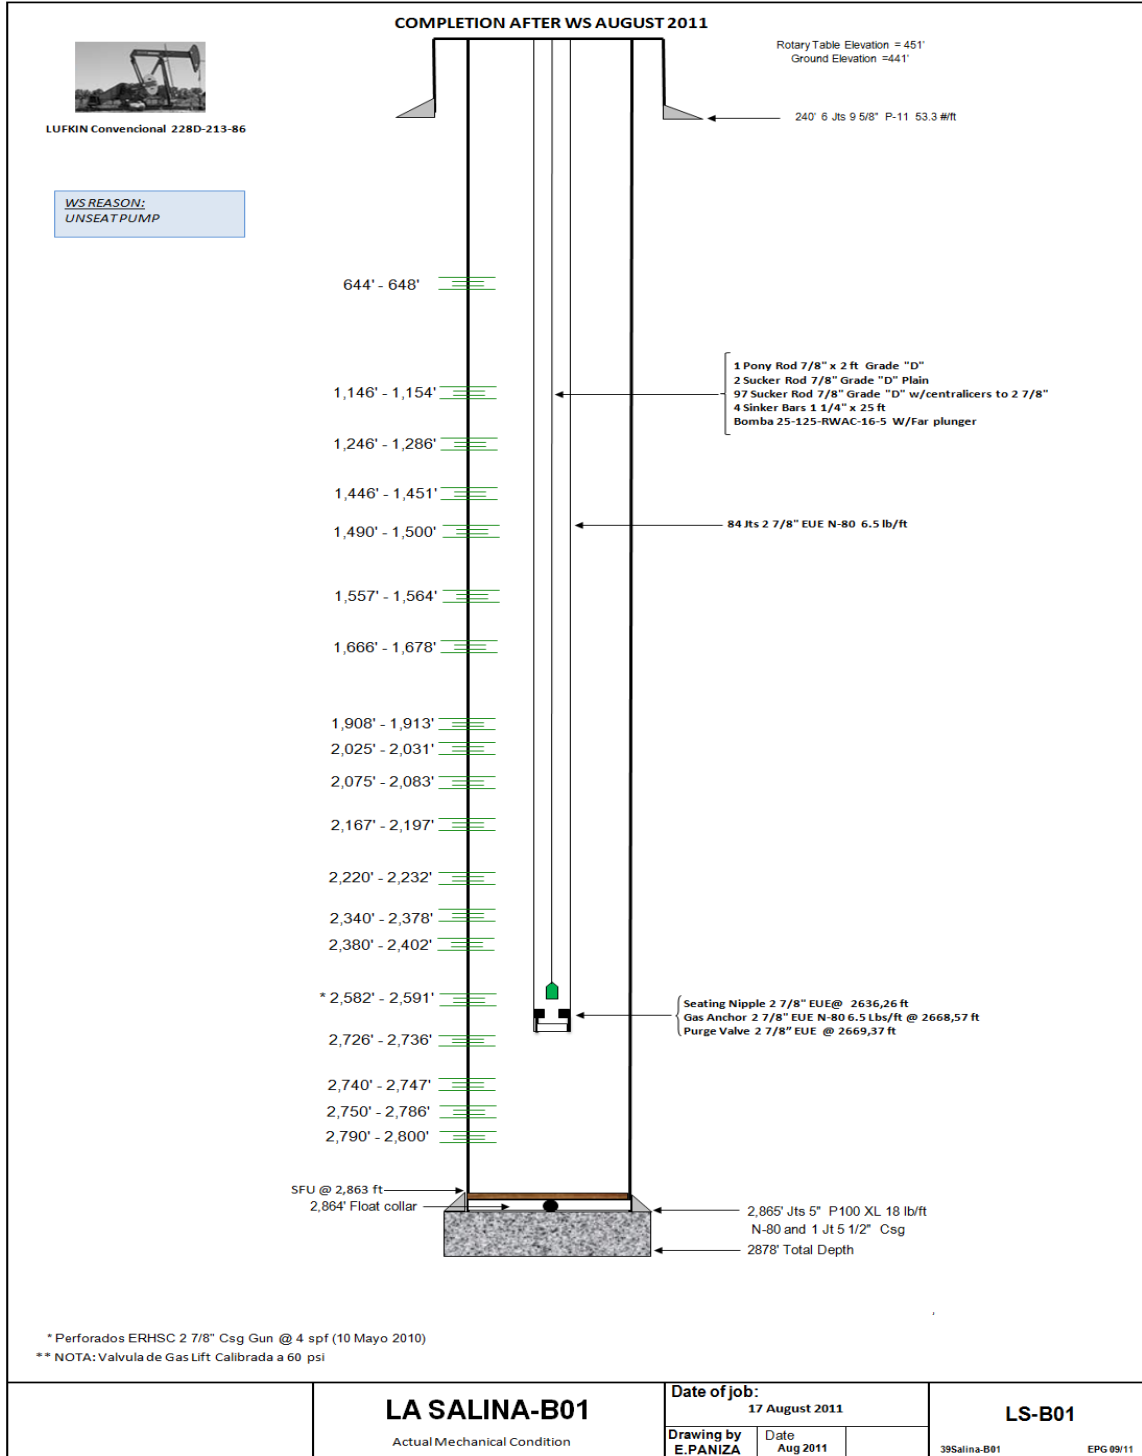 COMPLETION AFTER WS AUGUST 2011
Rotary Table Elevation = 451'
Ground Elevation =441'
LUFKIN Convencional 228D-213-86
240' 6 Jts 9 5/8" P-11 53.3 #/ft
WS REASON:
UNSEAT PUMP
644' - 648'
1 Pony Rod 7/8" x 2 ft Grade "D"
2 Sucker Rod 7/8" Grade "D" Plain
97 Sucker Rod 7/8" Grade "D" w/centralicers to 2 7/8"
4 Sinker Bars 1 1/4" x 25 ft
Bomba 25-125-RWAC-16-5 W/Far plunger
1,146' - 1,154'
1,246' - 1,286'
1,446' - 1,451'
1,490' - 1,500'
84 Jts 2 7/8" EUE N-80 6.5 lb/ft
1,557' - 1,564'
1,666' - 1,678'
1,908' - 1,913'
2,025' - 2,031'
2,075' - 2,083'
2,167' - 2,197'
2,220' - 2,232'
2,340' - 2,378'
2,380' - 2,402'
* 2,582' - 2,591'
Seating Nipple 2 7/8" EUE@ 2636,26 ft
Gas Anchor 2 7/8" EUE N-80 6.5 Lbs/ft @ 2668,57 ft
Purge Valve 2 7/8" EUE @ 2669,37 ft
2,726' - 2,736'
2,740' - 2,747'
2,750' - 2,786'
2,790' - 2,800'
SFU @ 2,863 ft
2,864' Float collar
2,865' Jts 5" P100 XL 18 lb/ft
N-80 and 1 Jt 5 1/2" Csg
2878' Total Depth
* Perforados ERHSC 2 7/8" Csg Gun @ 4 spf (10 Mayo 2010)
** NOTA: Valvula de Gas Lift Calibrada a 60 psi
LA SALINA-B01
Actual Mechanical Condition
Date of job:
17 August 2011
Drawing by
E.PANIZA
Date
Aug 2011
LS-B01
39Salina-B01
EPG 09/11